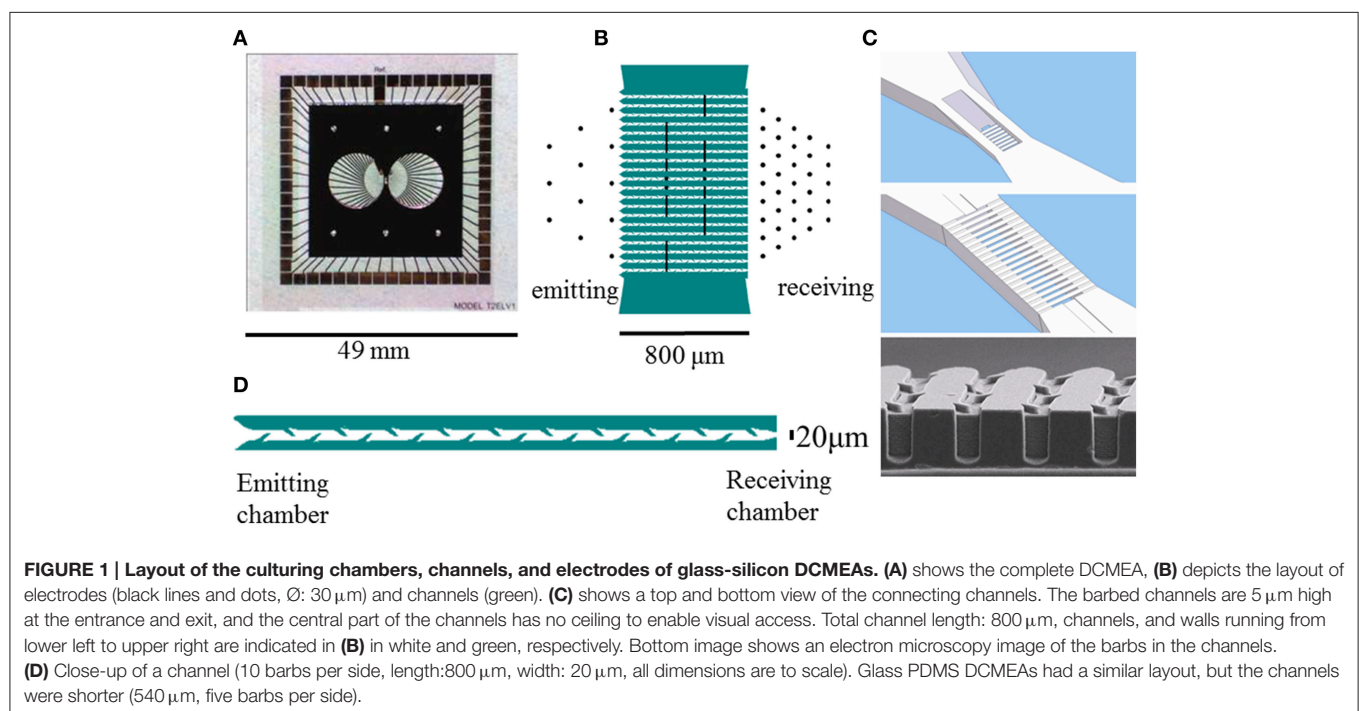 A
B
C
Ref.
MODEL T2ELV1
emitting
receiving
49 mm
800 μm
D
20μm
Emitting
chamber
Receiving
chamber
FIGURE 1 | Layout of the culturing chambers, channels, and electrodes of glass-silicon DCMEAs. (A) shows the complete DCMEA, (B) depicts the layout of
electrodes (black lines and dots, Ø: 30 μm) and channels (green). (C) shows a top and bottom view of the connecting channels. The barbed channels are 5 μm high
at the entrance and exit, and the central part of the channels has no ceiling to enable visual access. Total channel length: 800 μm, channels, and walls running from
lower left to upper right are indicated in (B) in white and green, respectively. Bottom image shows an electron microscopy image of the barbs in the channels.
(D) Close-up of a channel (10 barbs per side, length:800 μm, width: 20 μm, all dimensions are to scale). Glass PDMS DCMEAs had a similar layout, but the channels
were shorter (540 μm, five barbs per side).